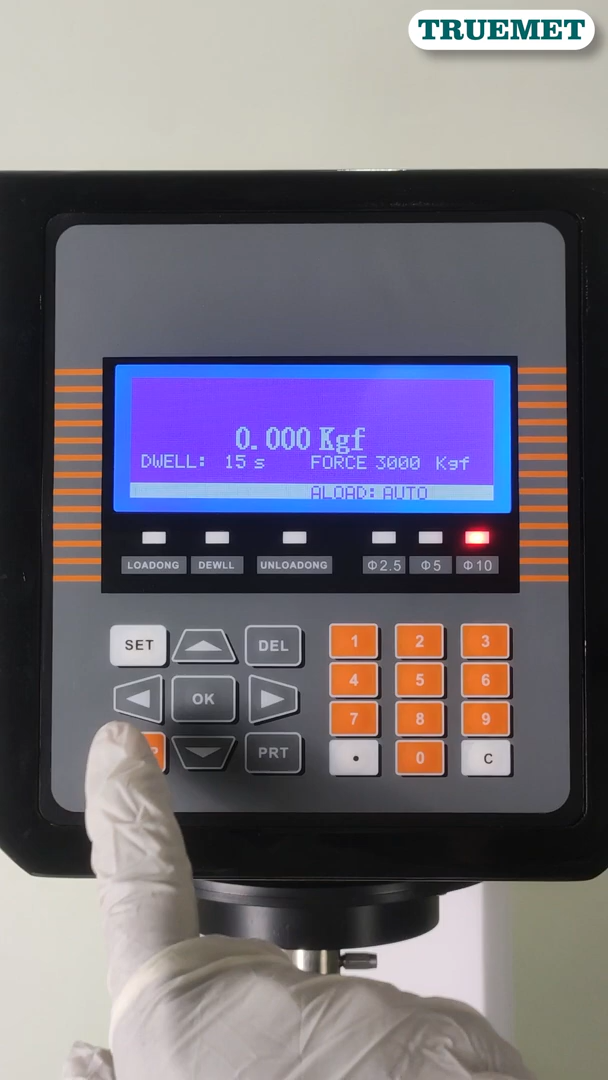 TRUEMET
0.000 Kgf
DWELL: 15 s FORCE 3000 Kgf
ALOAD: AUTO
LOADONG DEWLL UNLOADONG Φ2.5 Φ5 Φ10
SET DEL 1 2 3
OK 4 5 6
7 8 9
PRT • 0 C